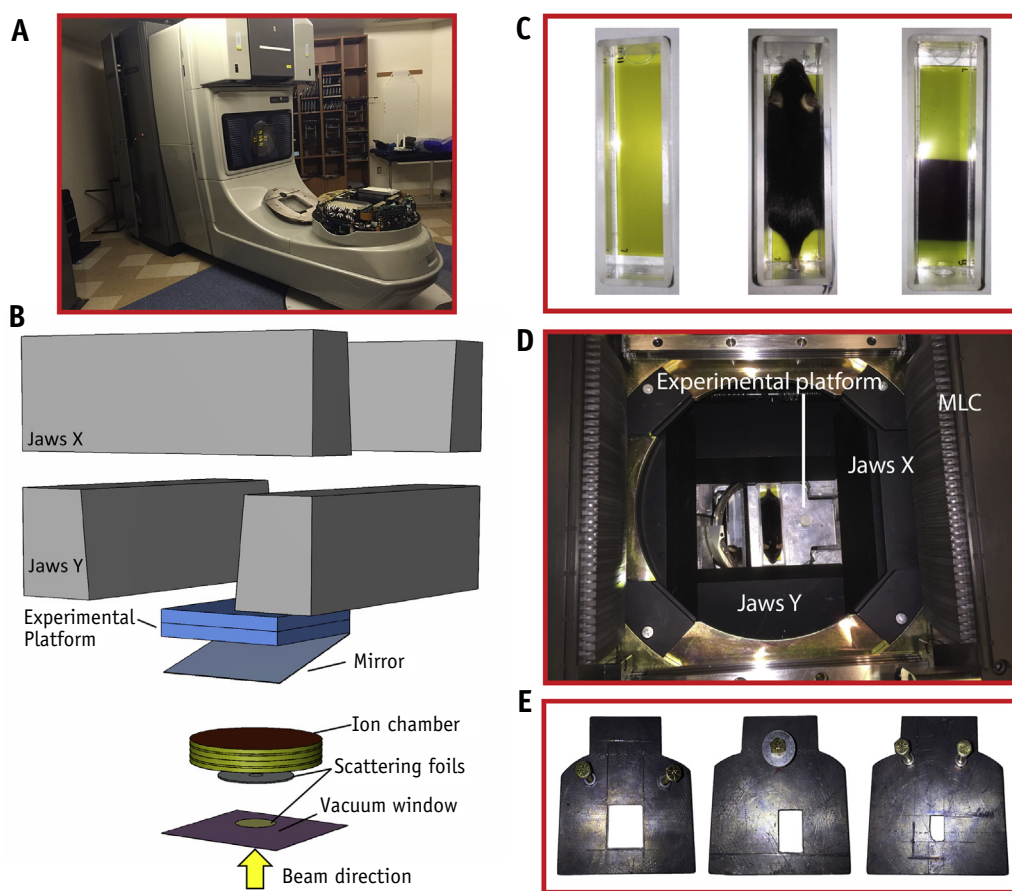 A
B
Jaws X
Jaws Y
Experimental
Platform
Mirror
Ion chamber
Scattering foils
Vacuum window
Beam direction
C
D
Experimental platform
MLC
Jaws X
Jaws Y
E